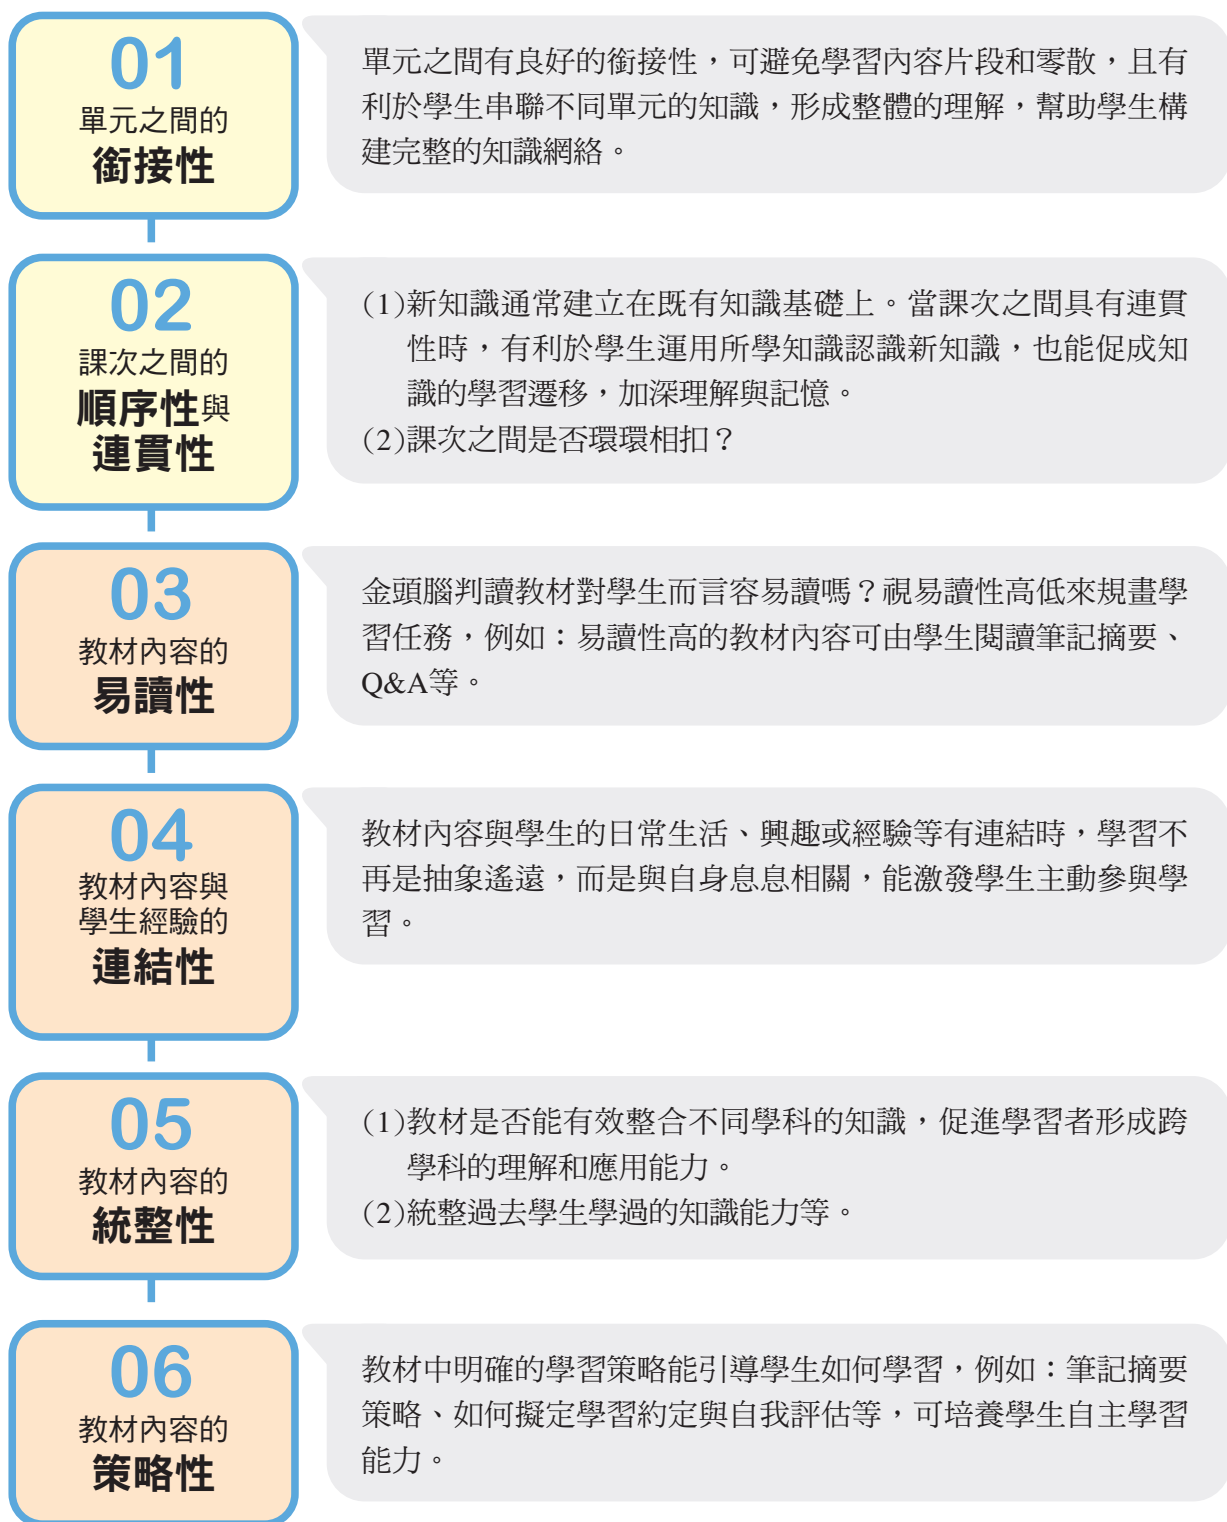 01
單元之間的
銜接性
單元之間有良好的銜接性，可避免學習內容片段和零散，且有
利於學生串聯不同單元的知識，形成整體的理解，幫助學生構
建完整的知識網絡。
02
課次之間的
順序性與
連貫性
(1)新知識通常建立在既有知識基礎上。當課次之間具有連貫
性時，有利於學生運用所學知識認識新知識，也能促成知
識的學習遷移，加深理解與記憶。
(2)課次之間是否環環相扣？
03
教材內容的
易讀性
金頭腦判讀教材對學生而言容易讀嗎？視易讀性高低來規畫學
習任務，例如：易讀性高的教材內容可由學生閱讀筆記摘要、
Q&A等。
04
教材內容與
學生經驗的
連結性
教材內容與學生的日常生活、興趣或經驗等有連結時，學習不
再是抽象遙遠，而是與自身息息相關，能激發學生主動參與學
習。
05
教材內容的
統整性
(1)教材是否能有效整合不同學科的知識，促進學習者形成跨
學科的理解和應用能力。
(2)統整過去學生學過的知識能力等。
06
教材內容的
策略性
教材中明確的學習策略能引導學生如何學習，例如：筆記摘要
策略、如何擬定學習約定與自我評估等，可培養學生自主學習
能力。